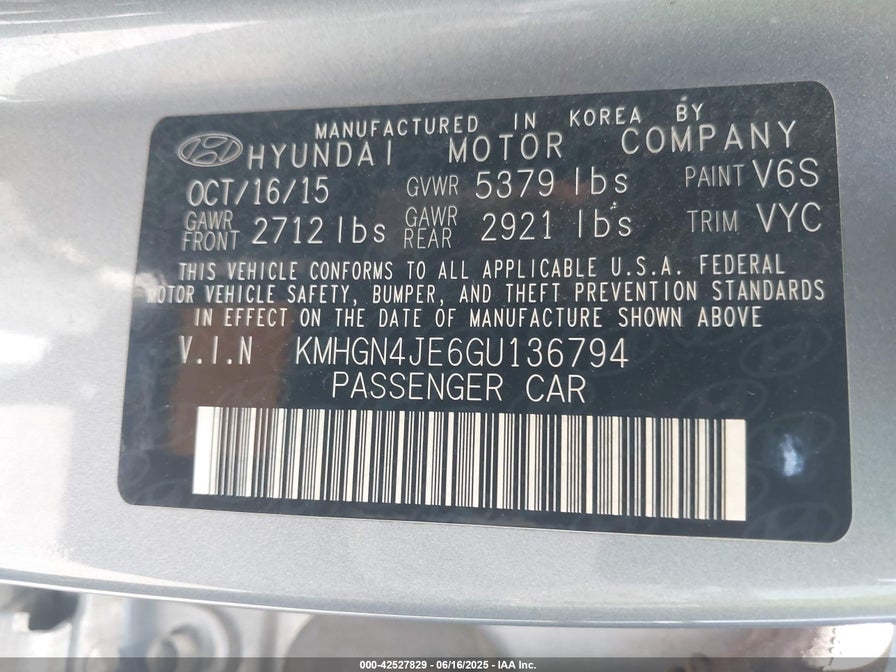 MANUFACTURED IN KOREA BY
HYUNDAI MOTOR COMPANY
OCT/16/15 GVWR 5379 lbs PAINT V6S
GAWR FRONT 2712 lbs GAWR REAR 2921 lbs TRIM VYC
THIS VEHICLE CONFORMS TO ALL APPLICABLE U.S.A. FEDERAL
MOTOR VEHICLE SAFETY, BUMPER, AND THEFT PREVENTION STANDARDS
IN EFFECT ON THE DATE OF MANUFACTURE SHOWN ABOVE
V.I.N KMHGN4JE6GU136794
PASSENGER CAR
000-42527829 | 06/16/2025 - IAA Inc.